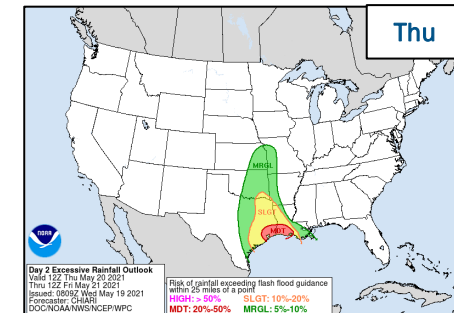 Thu
MRGL
SLGT
MDT
NOAA
Day 2 Excessive Rainfall Outlook
Valid 12Z Thu May 20 2021
Thru 12Z Fri May 21 2021
Issued: 0809Z Wed May 19 2021
Forecaster: CHIARI
DOC/NOAA/NWS/NCEP/WPC
Risk of rainfall exceeding flash flood guidance
within 25 miles of a point
HIGH: > 50% SLGT: 10%-20%
MDT: 20%-50% MRGL: 5%-10%